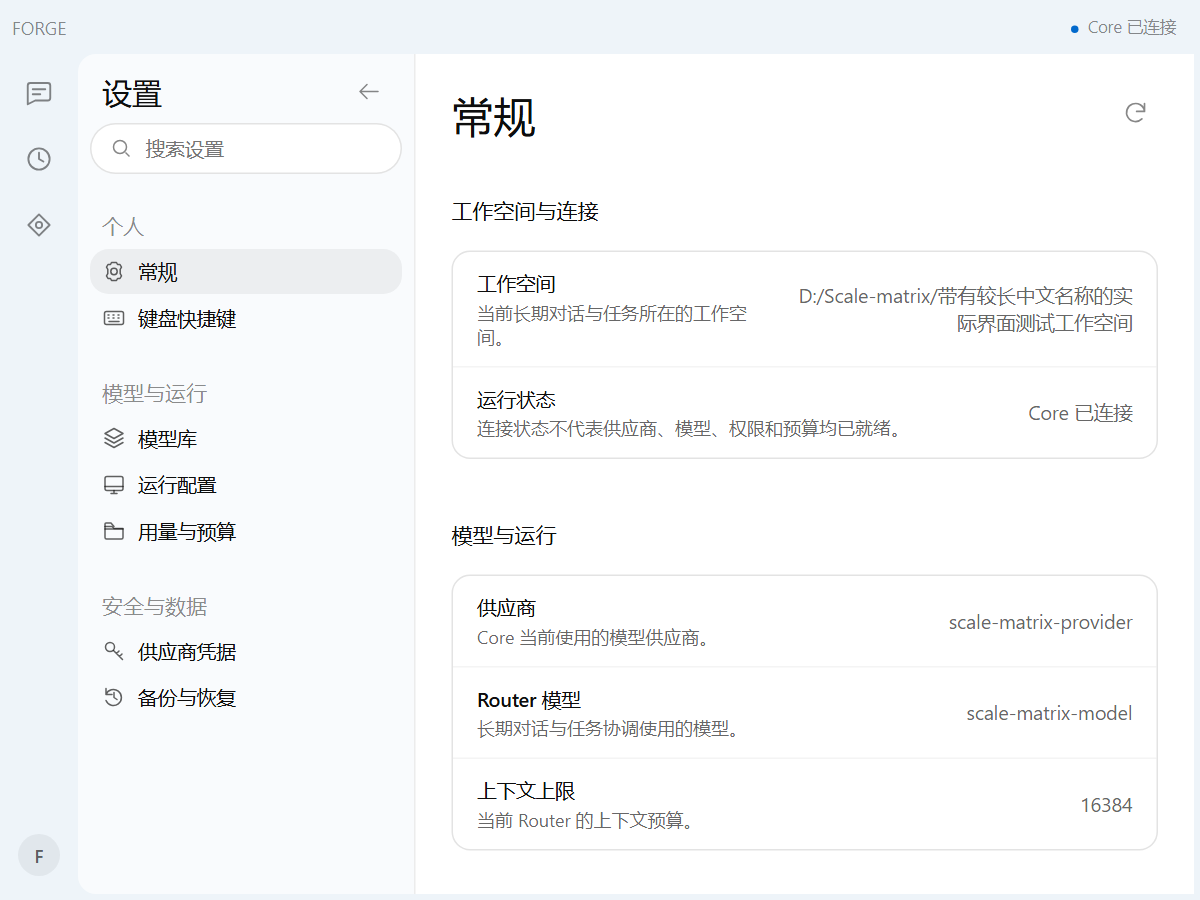 FORGE
Core 已连接
设置
搜索设置
个人
常规
键盘快捷键
模型与运行
模型库
运行配置
用量与预算
安全与数据
供应商凭据
备份与恢复
F
常规
工作空间与连接
工作空间
当前长期对话与任务所在的工作空
间。
D:/Scale-matrix/带有较长中文名称的实
际界面测试工作空间
运行状态
连接状态不代表供应商、模型、权限和预算均已就绪。
Core 已连接
模型与运行
供应商
Core 当前使用的模型供应商。
scale-matrix-provider
Router 模型
长期对话与任务协调使用的模型。
scale-matrix-model
上下文上限
当前 Router 的上下文预算。
16384